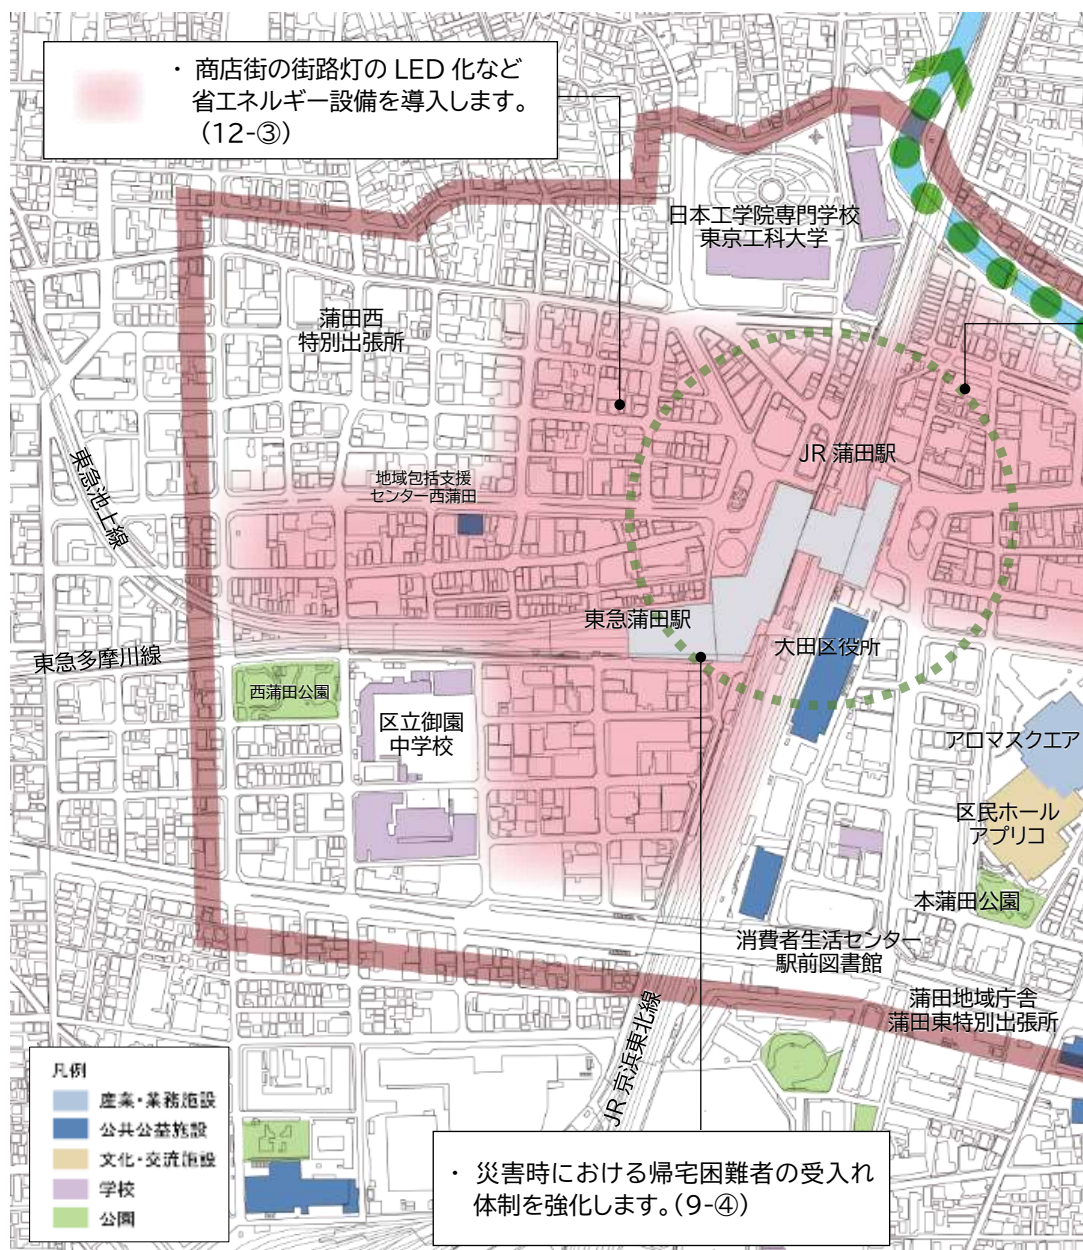 ・ 商店街の街路灯の LED 化など
省エネルギー設備を導入します。
(12-③)
日本工学院専門学校
東京工科大学
蒲田西
特別出張所
JR 蒲田駅
地域包括支援
センター西蒲田
東急池上線
東急蒲田駅
大田区役所
東急多摩川線
西蒲田公園
区立御園
中学校
アロマスクエア
区民ホール
アプリコ
本蒲田公園
消費者生活センター
駅前図書館
蒲田地域庁舎
蒲田東特別出張所
JR 京浜東北線
凡例
産業・業務施設
公共公益施設
文化・交流施設
学校
公園
・ 災害時における帰宅困難者の受入れ
体制を強化します。(9-④)